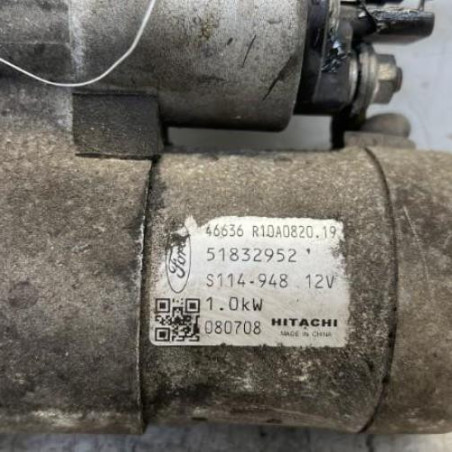 46636 R1DA0820.19
Ford
51832952
S114-948 12V
1.0kW
080708 HITACHI
MADE IN CHINA